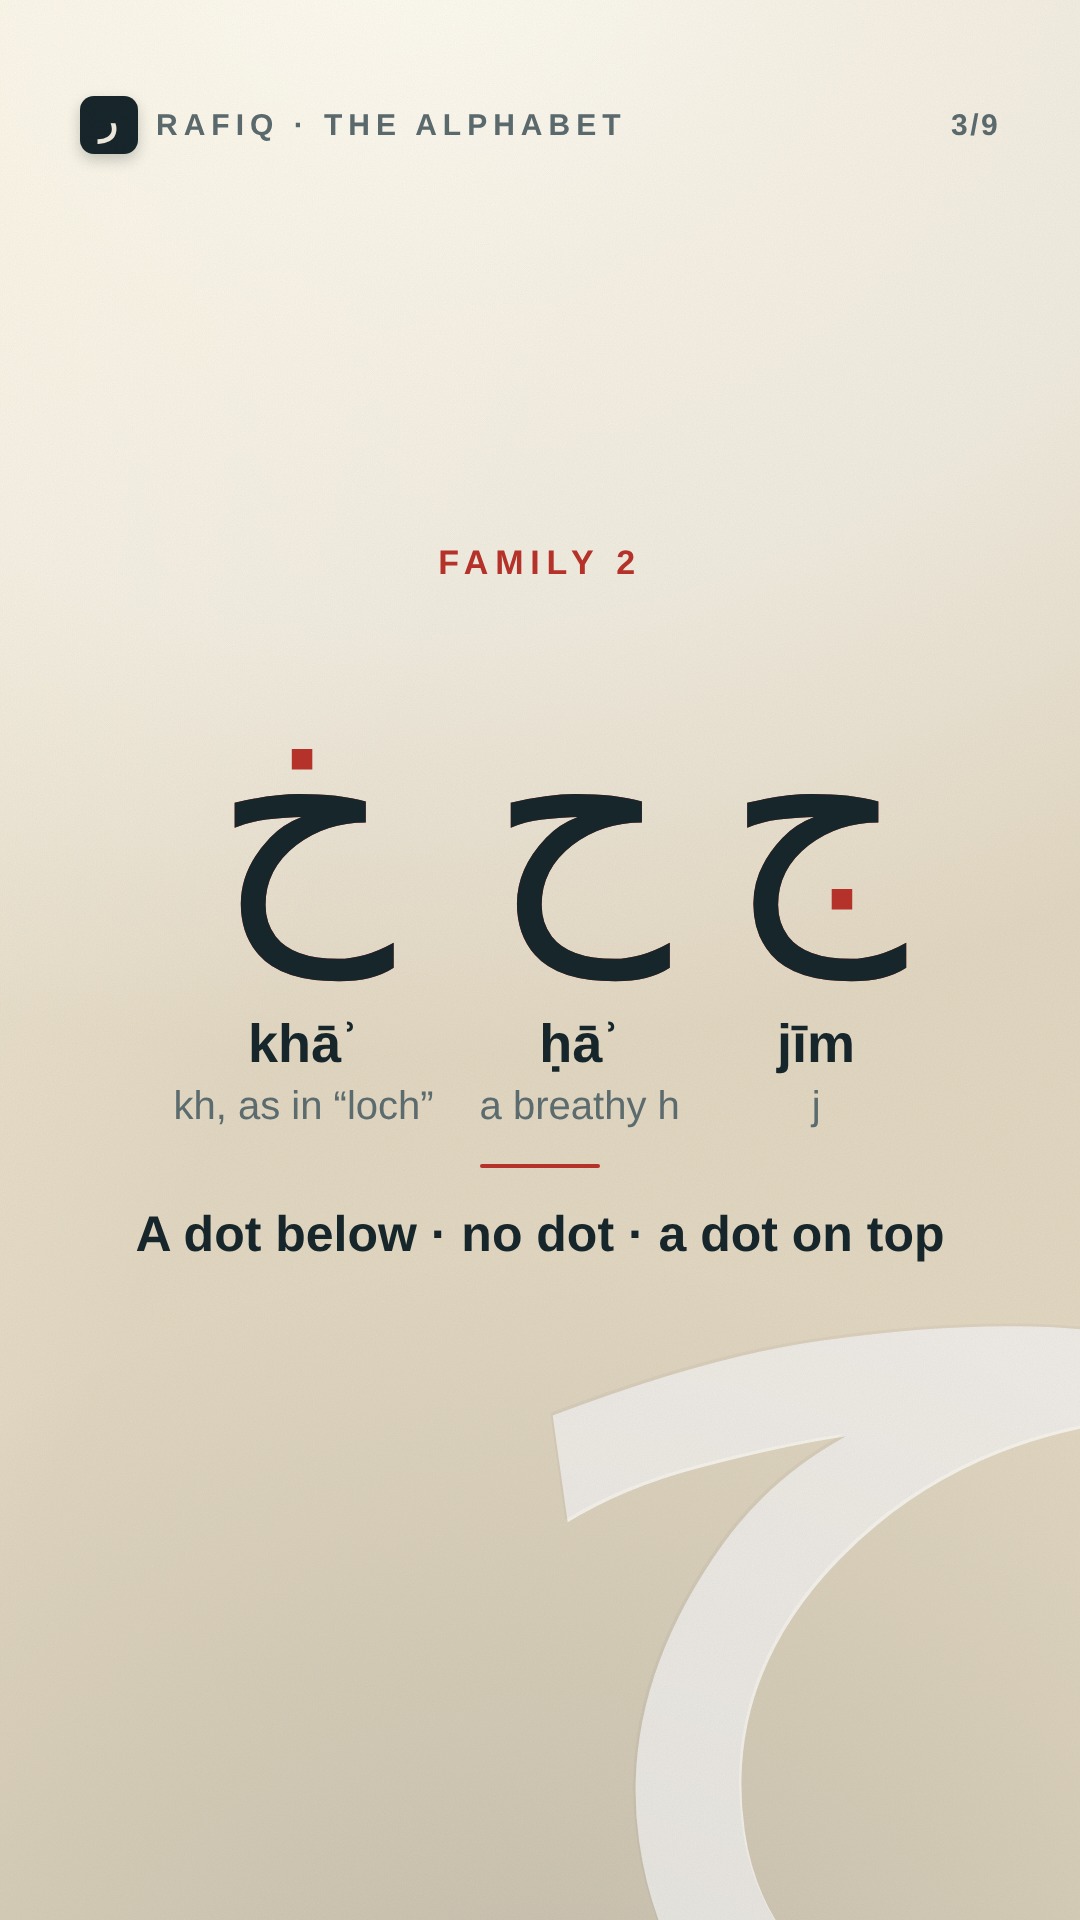 ر RAFIQ · THE ALPHABET 3/9
FAMILY 2
ج ح خ
khāʾ ḥāʾ jīm
kh, as in “loch” a breathy h j
A dot below · no dot · a dot on top
ح